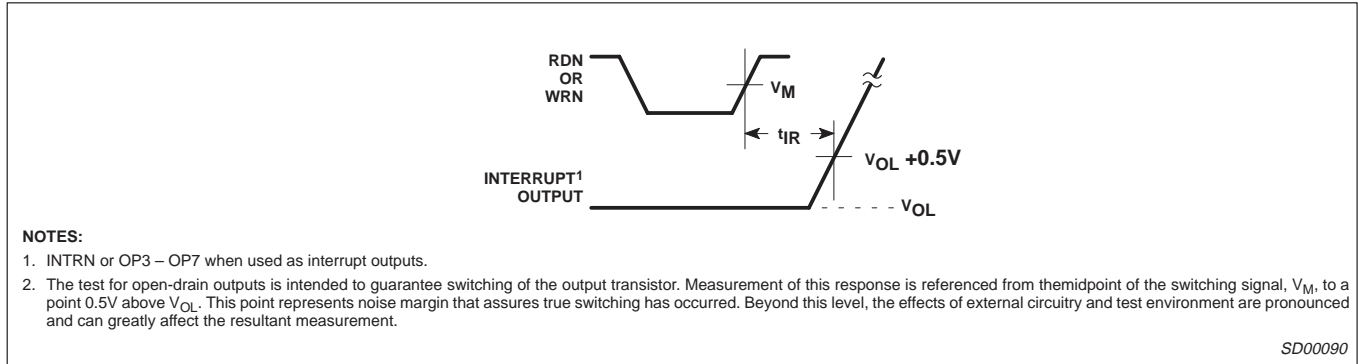 RDN
OR
WRN
VM
tIR
VOL +0.5V
INTERRUPT1
OUTPUT
VOL
NOTES:
1. INTRN or OP3 – OP7 when used as interrupt outputs.
2. The test for open-drain outputs is intended to guarantee switching of the output transistor. Measurement of this response is referenced from themidpoint of the switching signal, VM, to a
point 0.5V above VOL. This point represents noise margin that assures true switching has occurred. Beyond this level, the effects of external circuitry and test environment are pronounced
and can greatly affect the resultant measurement.
SD00090